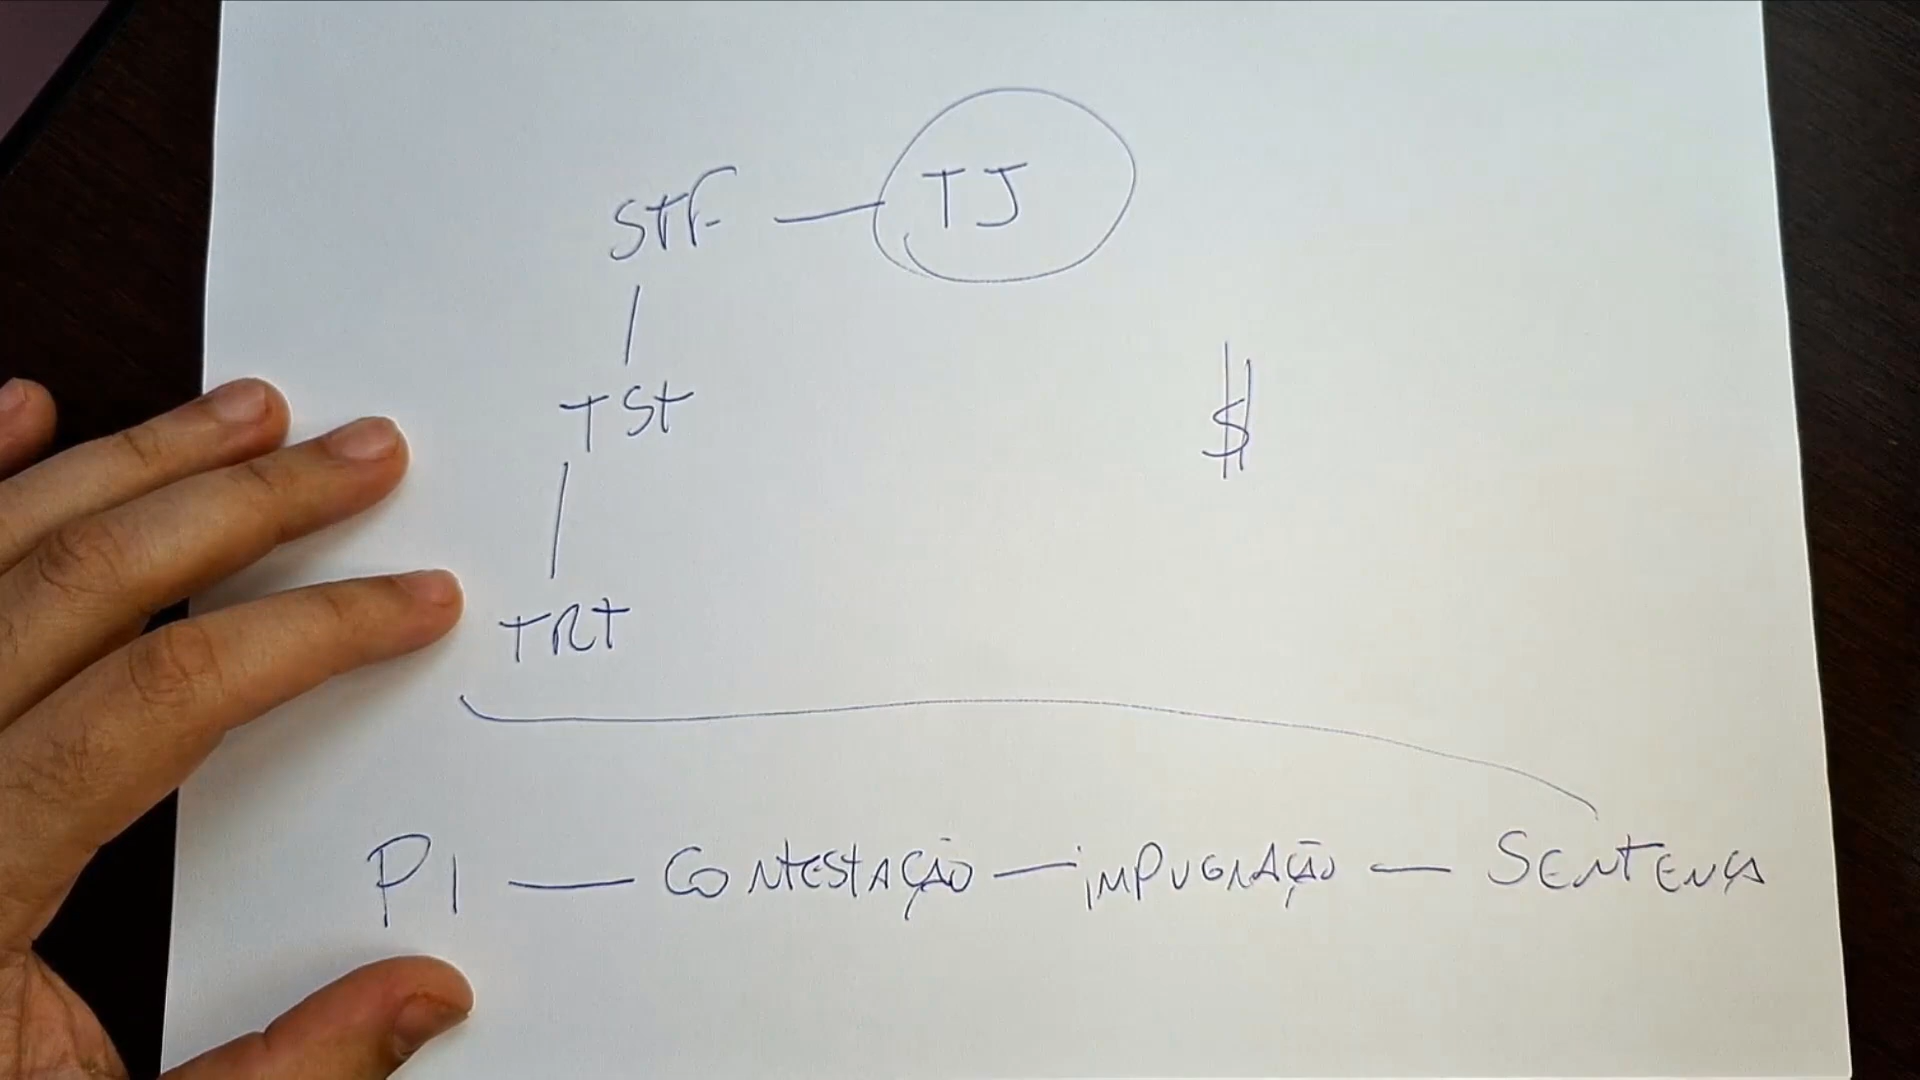 STF — TJ
TST
$
TRT
PI — CONTESTAÇÃO — IMPUGNAÇÃO — SENTENÇA